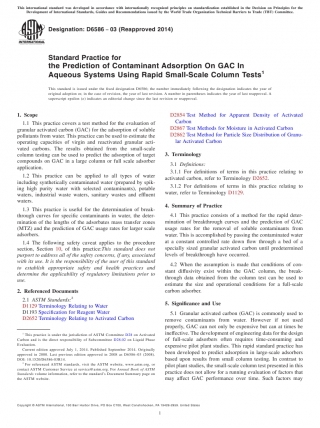 This international standard was developed in accordance with internationally recognized principles on standardization established in the Decision on Principles for the
Development of International Standards, Guides and Recommendations issued by the World Trade Organization Technical Barriers to Trade (TBT) Committee.
Designation: D6586 − 03 (Reapproved 2014)
INTERNATIONAL
Standard Practice for
the Prediction of Contaminant Adsorption On GAC In
Aqueous Systems Using Rapid Small-Scale Column Tests¹
This standard is issued under the fixed designation D6586; the number immediately following the designation indicates the year of
original adoption or, in the case of revision, the year of last revision. A number in parentheses indicates the year of last reapproval. A
superscript epsilon (ε) indicates an editorial change since the last revision or reapproval.
1. Scope
1.1 This practice covers a test method for the evaluation of
granular activated carbon (GAC) for the adsorption of soluble
pollutants from water. This practice can be used to estimate the
operating capacities of virgin and reactivated granular acti-
vated carbons. The results obtained from the small-scale
column testing can be used to predict the adsorption of target
compounds on GAC in a large column or full scale adsorber
application.
1.2 This practice can be applied to all types of water
including synthetically contaminated water (prepared by spik-
ing high purity water with selected contaminants), potable
waters, industrial waste waters, sanitary wastes and effluent
waters.
1.3 This practice is useful for the determination of break-
through curves for specific contaminants in water, the deter-
mination of the lengths of the adsorbates mass transfer zones
(MTZ) and the prediction of GAC usage rates for larger scale
adsorbers.
1.4 The following safety caveat applies to the procedure
section, Section 10, of this practice:This standard does not
purport to address all of the safety concerns, if any, associated
with its use. It is the responsibility of the user of this standard
to establish appropriate safety and health practices and
determine the applicability of regulatory limitations prior to
use.
2. Referenced Documents
2.1 ASTM Standards:²
D1129 Terminology Relating to Water
D1193 Specification for Reagent Water
D2652 Terminology Relating to Activated Carbon
¹ This practice is under the jurisdiction of ASTM Committee D28 on Activated
Carbon and is the direct responsibility of Subcommittee D28.02 on Liquid Phase
Evaluation.
Current edition approved July 1, 2014. Published September 2014. Originally
approved in 2000. Last previous edition approved in 2008 as D6586–03 (2008).
² For referenced ASTM standards, visit the ASTM website, www.astm.org, or
contact ASTM Customer Service at service@astm.org. For Annual Book of ASTM
Standards volume information, refer to the standard's Document Summary page on
the ASTM website.
D2854 Test Method for Apparent Density of Activated
Carbon
D2867 Test Methods for Moisture in Activated Carbon
D2862 Test Method for Particle Size Distribution of Granu-
lar Activated Carbon
3. Terminology
3.1 Definitions:
3.1.1 For definitions of terms in this practice relating to
activated carbon, refer to Terminology D2652.
3.1.2 For definitions of terms in this practice relating to
water, refer to Terminology D1129.
4. Summary of Practice
4.1 This practice consists of a method for the rapid deter-
mination of breakthrough curves and the prediction of GAC
usage rates for the removal of soluble contaminants from
water. This is accomplished by passing the contaminated water
at a constant controlled rate down flow through a bed of a
specially sized granular activated carbon until predetermined
levels of breakthrough have occurred.
4.2 When the assumption is made that conditions of con-
stant diffusivity exist within the GAC column, the break-
through data obtained from the column test can be used to
estimate the size and operational conditions for a full-scale
carbon adsorber.
5. Significance and Use
5.1 Granular activated carbon (GAC) is commonly used to
remove contaminants from water. However if not used
properly, GAC can not only be expensive but can at times be
ineffective. The development of engineering data for the design
of full-scale adsorbers often requires time-consuming and
expensive pilot plant studies. This rapid standard practice has
been developed to predict adsorption in large-scale adsorbers
based upon results from small column testing. In contrast to
pilot plant studies, the small-scale column test presented in this
practice does not allow for a running evaluation of factors that
may affect GAC performance over time. Such factors may
Copyright © ASTM International, 100 Barr Harbor Drive, PO Box C700, West Conshohocken, PA 19428-2959. United States
1